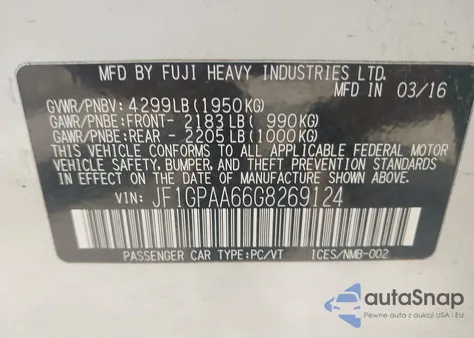 MFD BY FUJI HEAVY INDUSTRIES LTD.
MFD IN 03/16
GVWR/PNBV: 4299LB(1950KG)
GAWR/PNBE:FRONT- 2183LB( 990KG)
GAWR/PNBE:REAR - 2205LB(1000KG)
THIS VEHICLE CONFORMS TO ALL APPLICABLE FEDERAL MOTOR
VEHICLE SAFETY, BUMPER, AND THEFT PREVENTION STANDARDS
IN EFFECT ON THE DATE OF MANUFACTURE SHOWN ABOVE.
VIN: JF1GPAA66G8269124
PASSENGER CAR TYPE:PC/VT ICES/NMB-002
autoSnap
Pewne auta z USA i EU